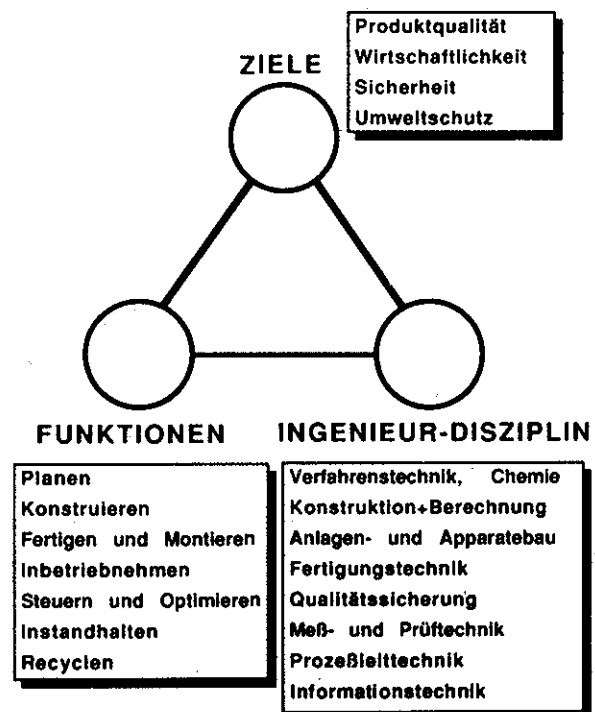 ZIELE
Produktqualität
Wirtschaftlichkeit
Sicherheit
Umweltschutz
FUNKTIONEN
Planen
Konstruieren
Fertigen und Montieren
Inbetriebnehmen
Steuern und Optimieren
Instandhalten
Recyclen
INGENIEUR-DISZIPLIN
Verfahrenstechnik, Chemie
Konstruktion+Berechnung
Anlagen- und Apparatebau
Fertigungstechnik
Qualitätssicherung
Meß- und Prüftechnik
Prozeßleittechnik
Informationstechnik